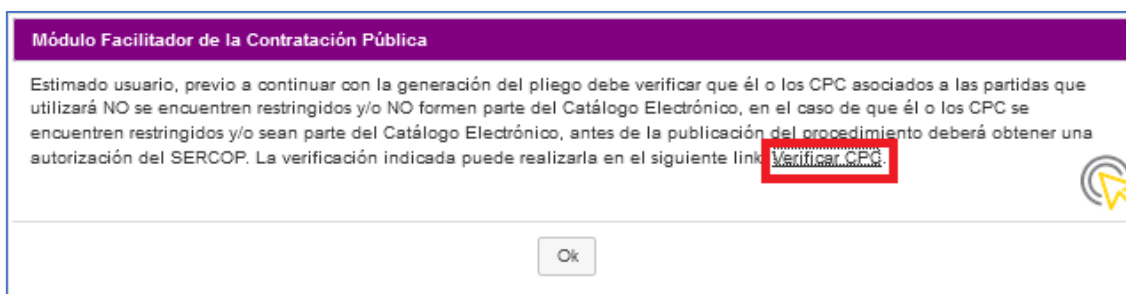 Módulo Facilitador de la Contratación Pública
Estimado usuario, previo a continuar con la generación del pliego debe verificar que él o los CPC asociados a las partidas que
utilizará NO se encuentren restringidos y/o NO formen parte del Catálogo Electrónico, en el caso de que él o los CPC se
encuentren restringidos y/o sean parte del Catálogo Electrónico, antes de la publicación del procedimiento deberá obtener una
autorización del SERCOP. La verificación indicada puede realizarla en el siguiente link Verificar CPC.
Ok